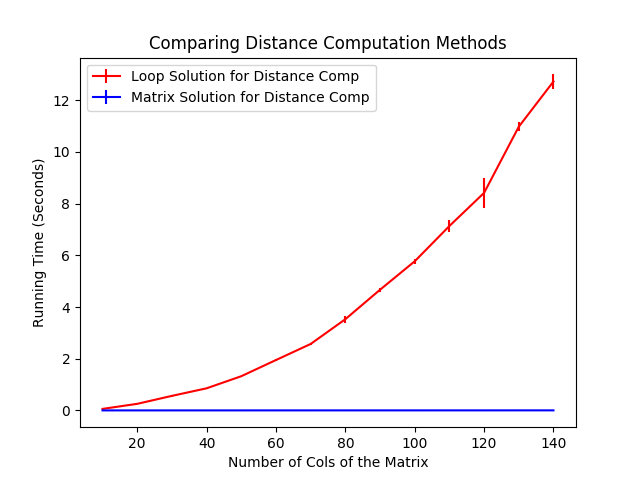 Comparing Distance Computation Methods
Loop Solution for Distance Comp
Matrix Solution for Distance Comp
Running Time (Seconds)
12
10
8
6
4
2
0
20 40 60 80 100 120 140
Number of Cols of the Matrix